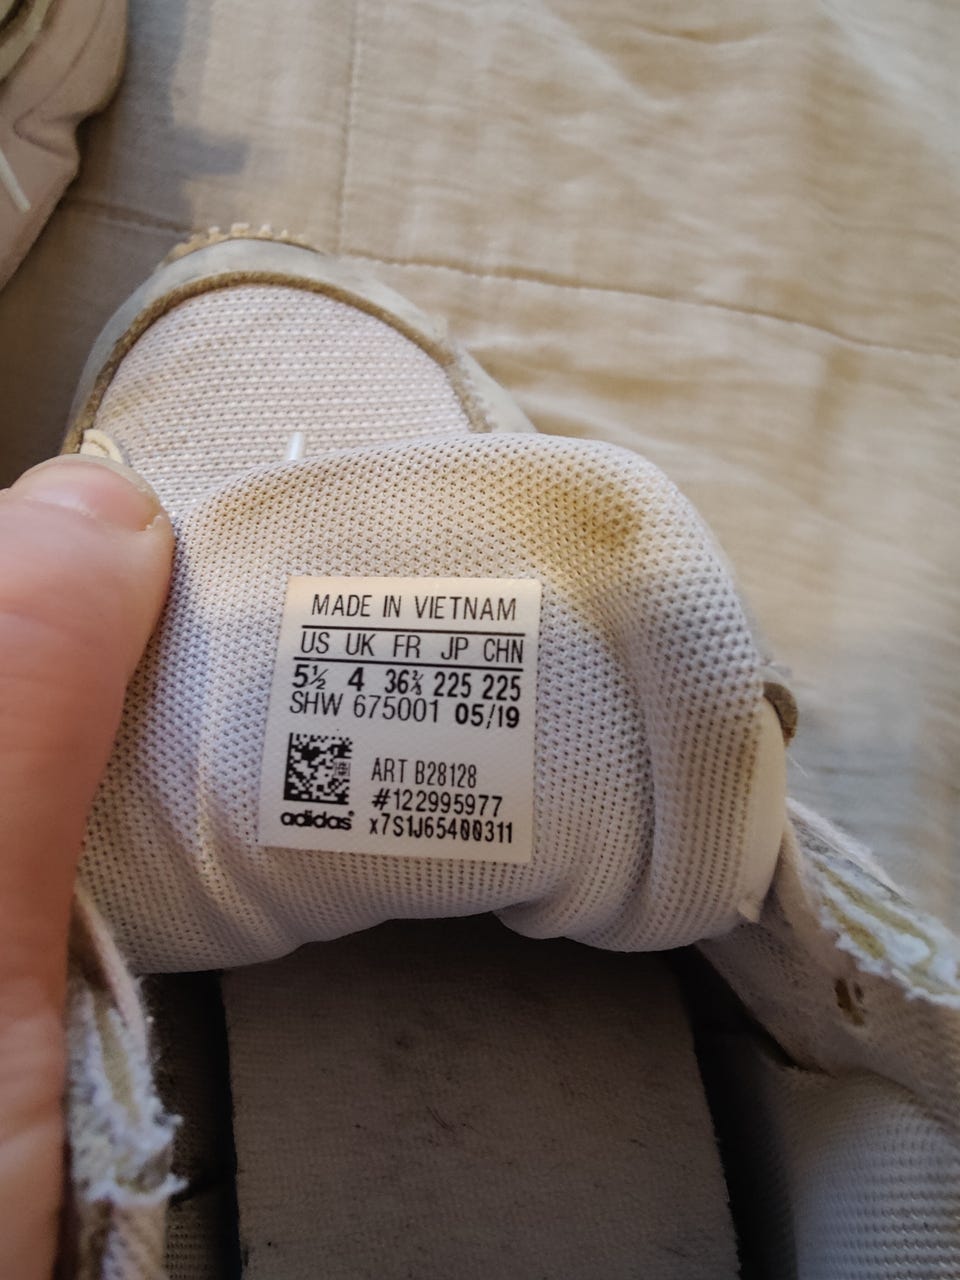 MADE IN VIETNAM
US UK FR JP CHN
5½ 4 36⅔ 225 225
SHW 675001 05/19
ART B28128
#122995977
adidas x7S1J65400311